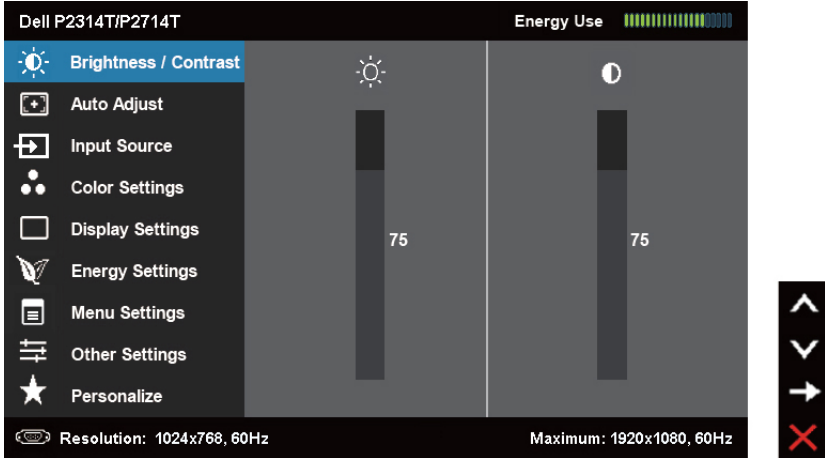 Dell P2314T/P2714T
Energy Use
Brightness / Contrast
Auto Adjust
Input Source
Color Settings
Display Settings
Energy Settings
Menu Settings
Other Settings
Personalize
75
75
Resolution: 1024x768, 60Hz
Maximum: 1920x1080, 60Hz